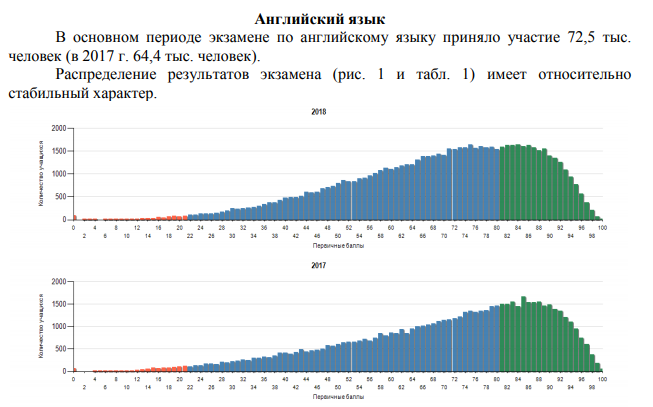 Английский язык
В основном периоде экзамене по английскому языку приняло участие 72,5 тыс.
человек (в 2017 г. 64,4 тыс. человек).
Распределение результатов экзамена (рис. 1 и табл. 1) имеет относительно
стабильный характер.
2018
Количество учащихся
2000
1500
1000
500
0
0 2 4 6 8 10 12 14 16 18 20 22 24 26 28 30 32 34 36 38 40 42 44 46 48 50 52 54 56 58 60 62 64 66 68 70 72 74 76 78 80 82 84 86 88 90 92 94 96 98 100
Первичные баллы
2017
Количество учащихся
2000
1500
1000
500
0
0 2 4 6 8 10 12 14 16 18 20 22 24 26 28 30 32 34 36 38 40 42 44 46 48 50 52 54 56 58 60 62 64 66 68 70 72 74 76 78 80 82 84 86 88 90 92 94 96 98 100
Первичные баллы